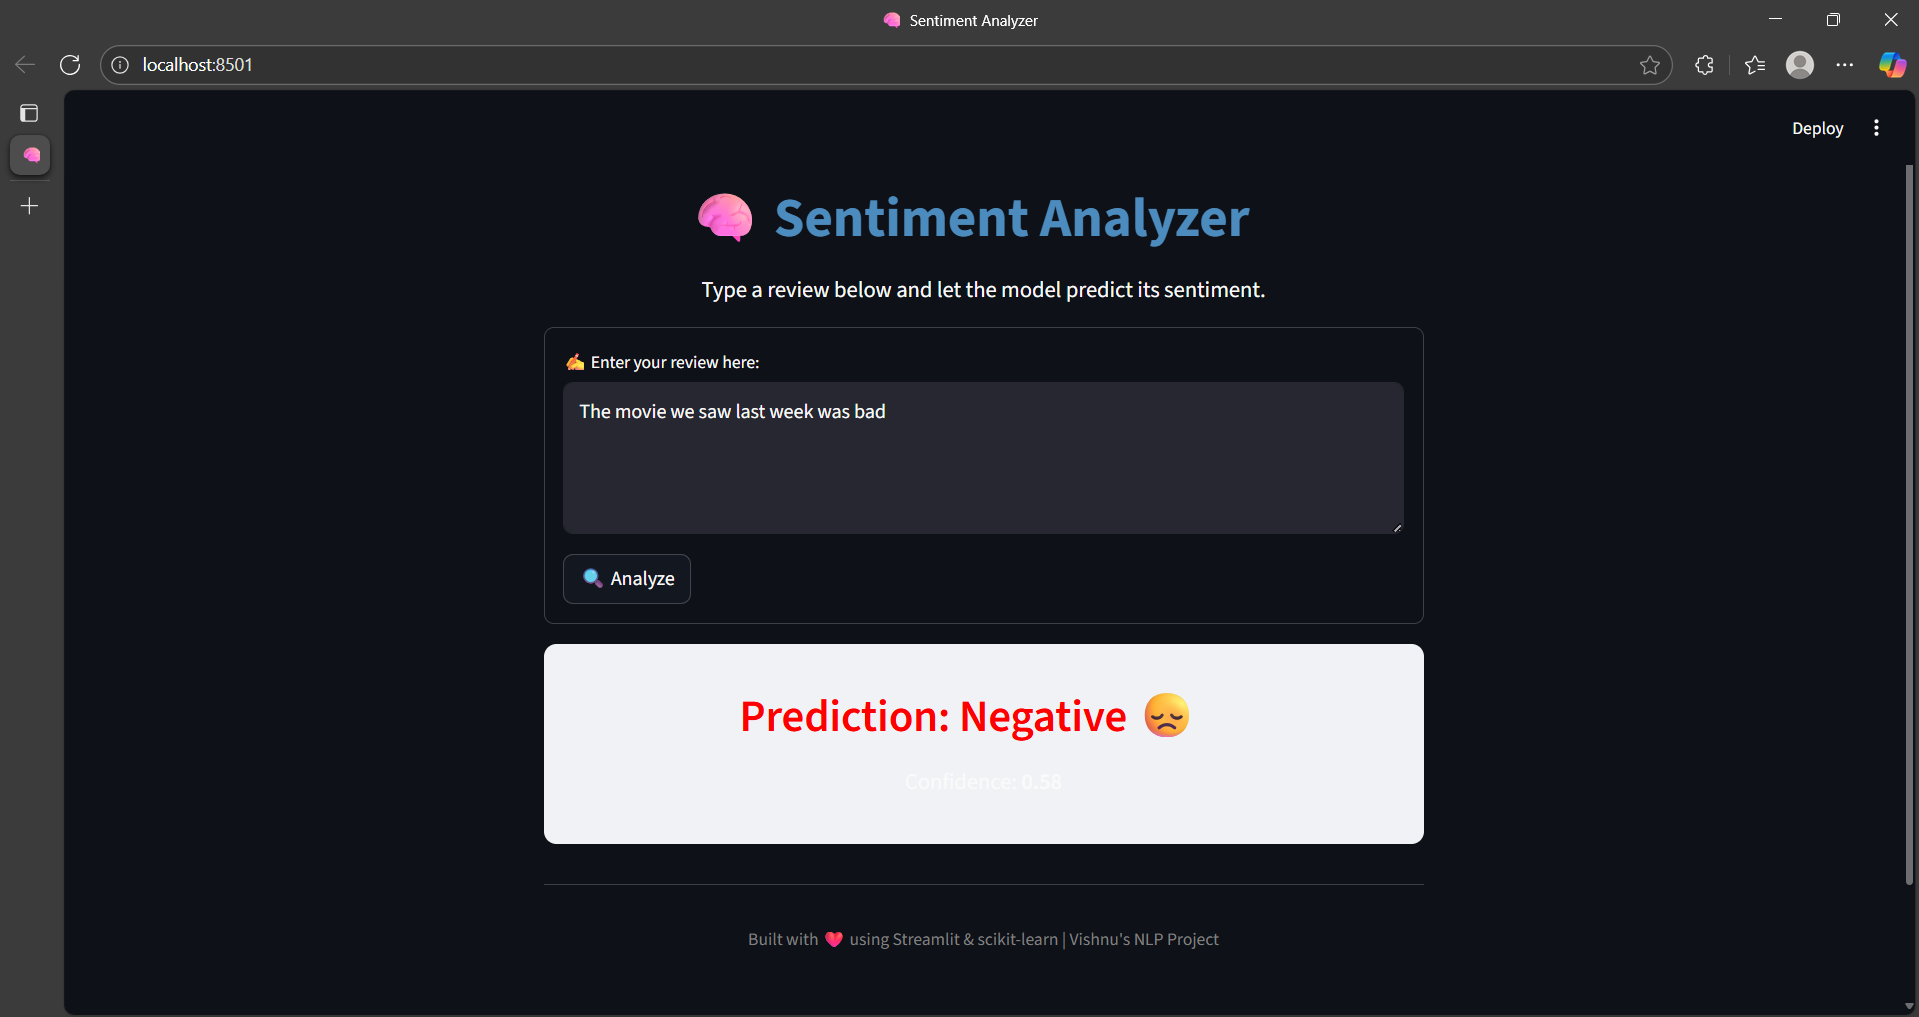 Sentiment Analyzer
localhost:8501
Deploy
Sentiment Analyzer
Type a review below and let the model predict its sentiment.
Enter your review here:
The movie we saw last week was bad
Analyze
Prediction: Negative
Confidence: 0.58
Built with ❤️ using Streamlit & scikit-learn | Vishnu's NLP Project